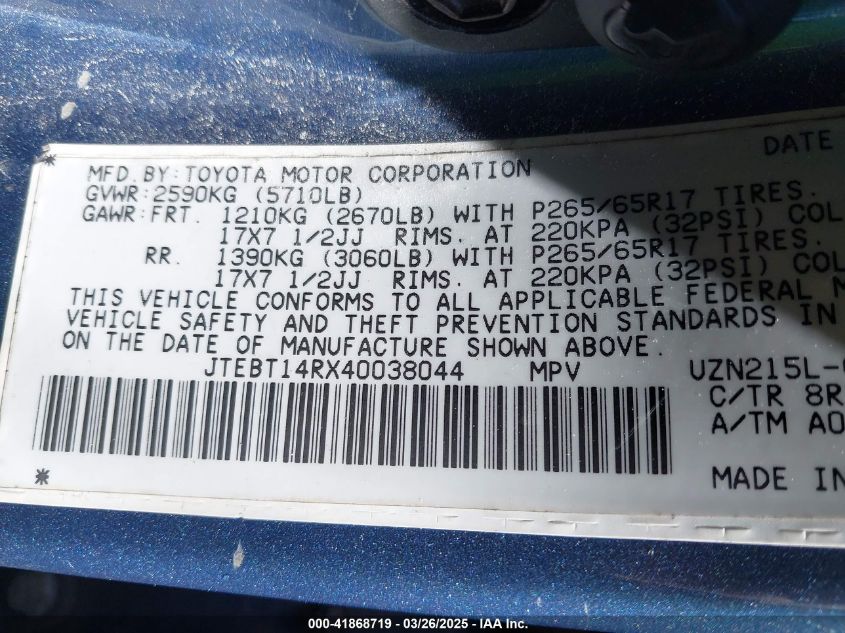 DATE
MFD. BY: TOYOTA MOTOR CORPORATION
GVWR: 2590KG (5710LB)
GAWR: FRT. 1210KG (2670LB) WITH P265/65R17 TIRES.
17X7 1/2JJ RIMS. AT 220KPA (32PSI) COL
RR. 1390KG (3060LB) WITH P265/65R17 TIRES.
17X7 1/2JJ RIMS. AT 220KPA (32PSI) COL
THIS VEHICLE CONFORMS TO ALL APPLICABLE FEDERAL M
VEHICLE SAFETY AND THEFT PREVENTION STANDARDS IN
ON THE DATE OF MANUFACTURE SHOWN ABOVE.
JTEBT14RX40038044 MPV UZN215L-
C/TR 8R
A/TM A0
MADE IN
000-41868719 - 03/26/2025 - IAA Inc.